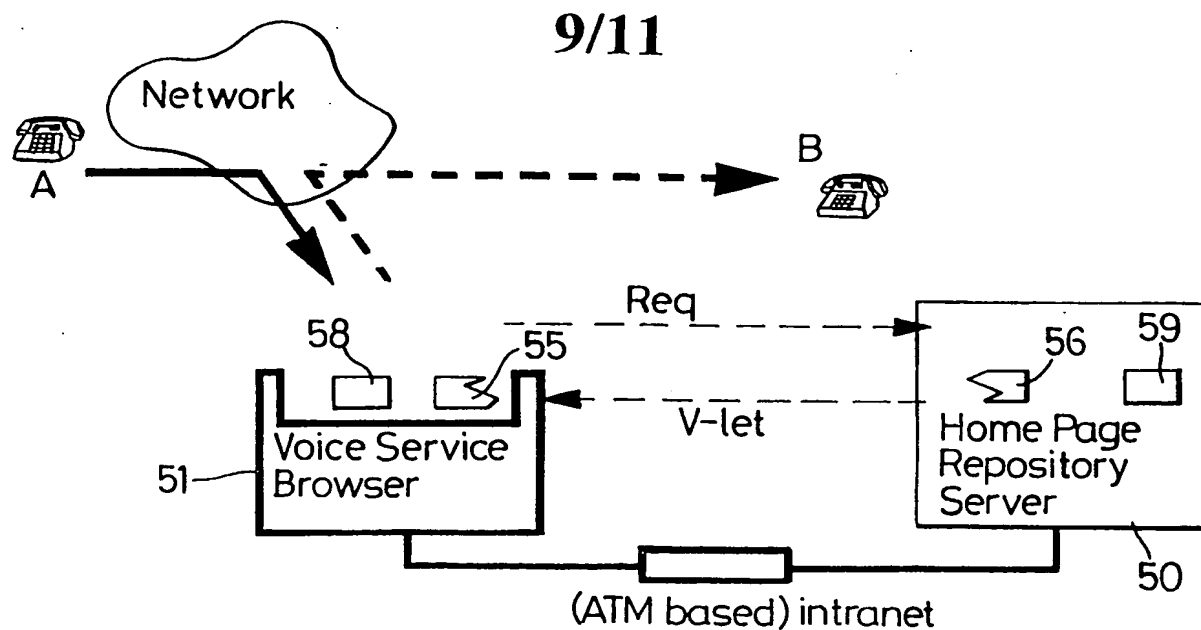 9/11
Network
A
B
Req
58
55
56
59
V-let
Voice Service
Browser
51
Home Page
Repository
Server
50
(ATM based) intranet